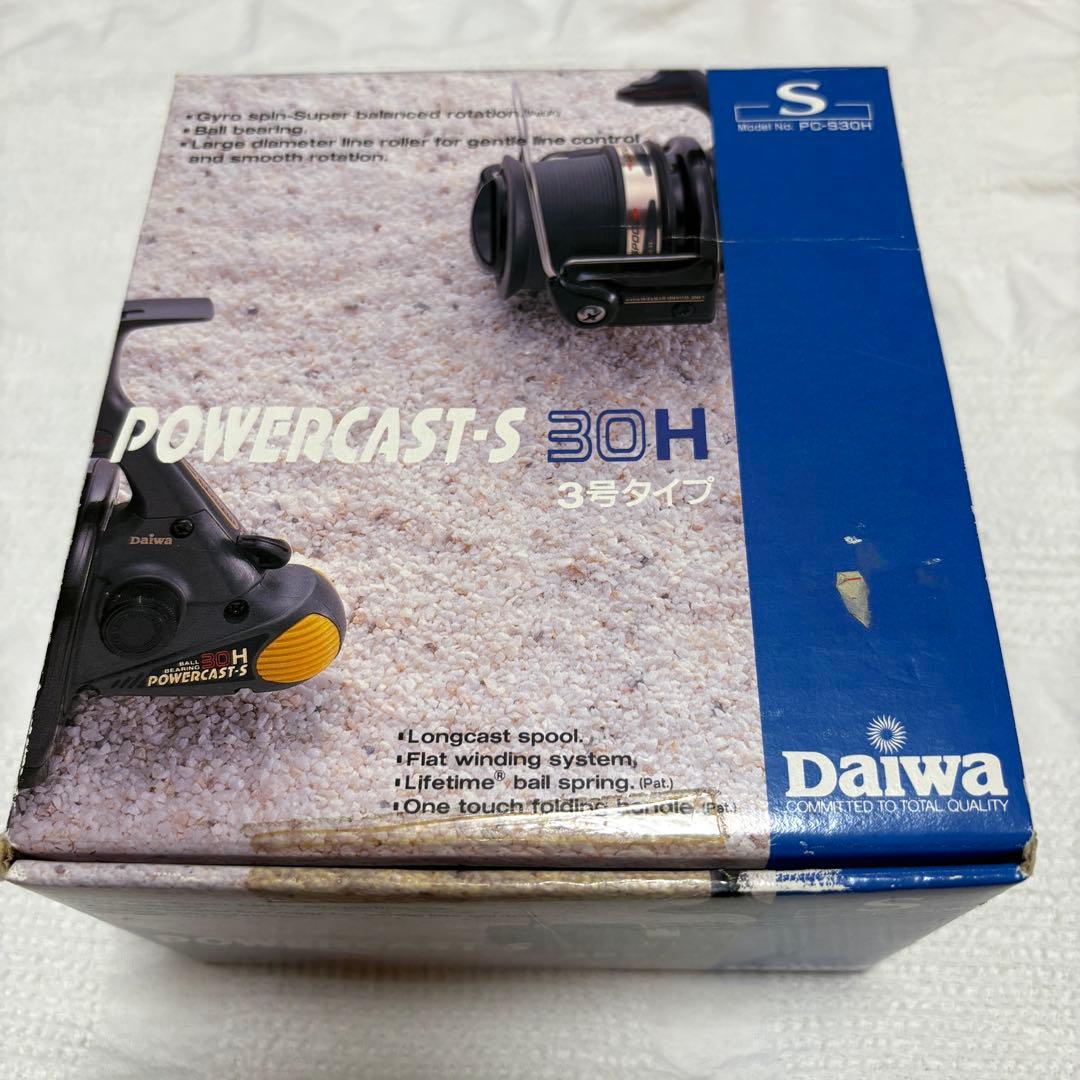 ▪Gyro spin-Super balanced rotation.(Pat.P.)
▪Ball bearing.
▪Large diameter line roller for gentle line control
and smooth rotation.
S
Model No. PC-S30H
POWERCAST-S 30H
3号タイプ
Daiwa
BALL
BEARING 30H
POWERCAST-S
▪Longcast spool.
▪Flat winding system.
▪Lifetime® bail spring. (Pat.)
▪One touch folding handle (Pat.)
Daiwa
COMMITTED TO TOTAL QUALITY
S